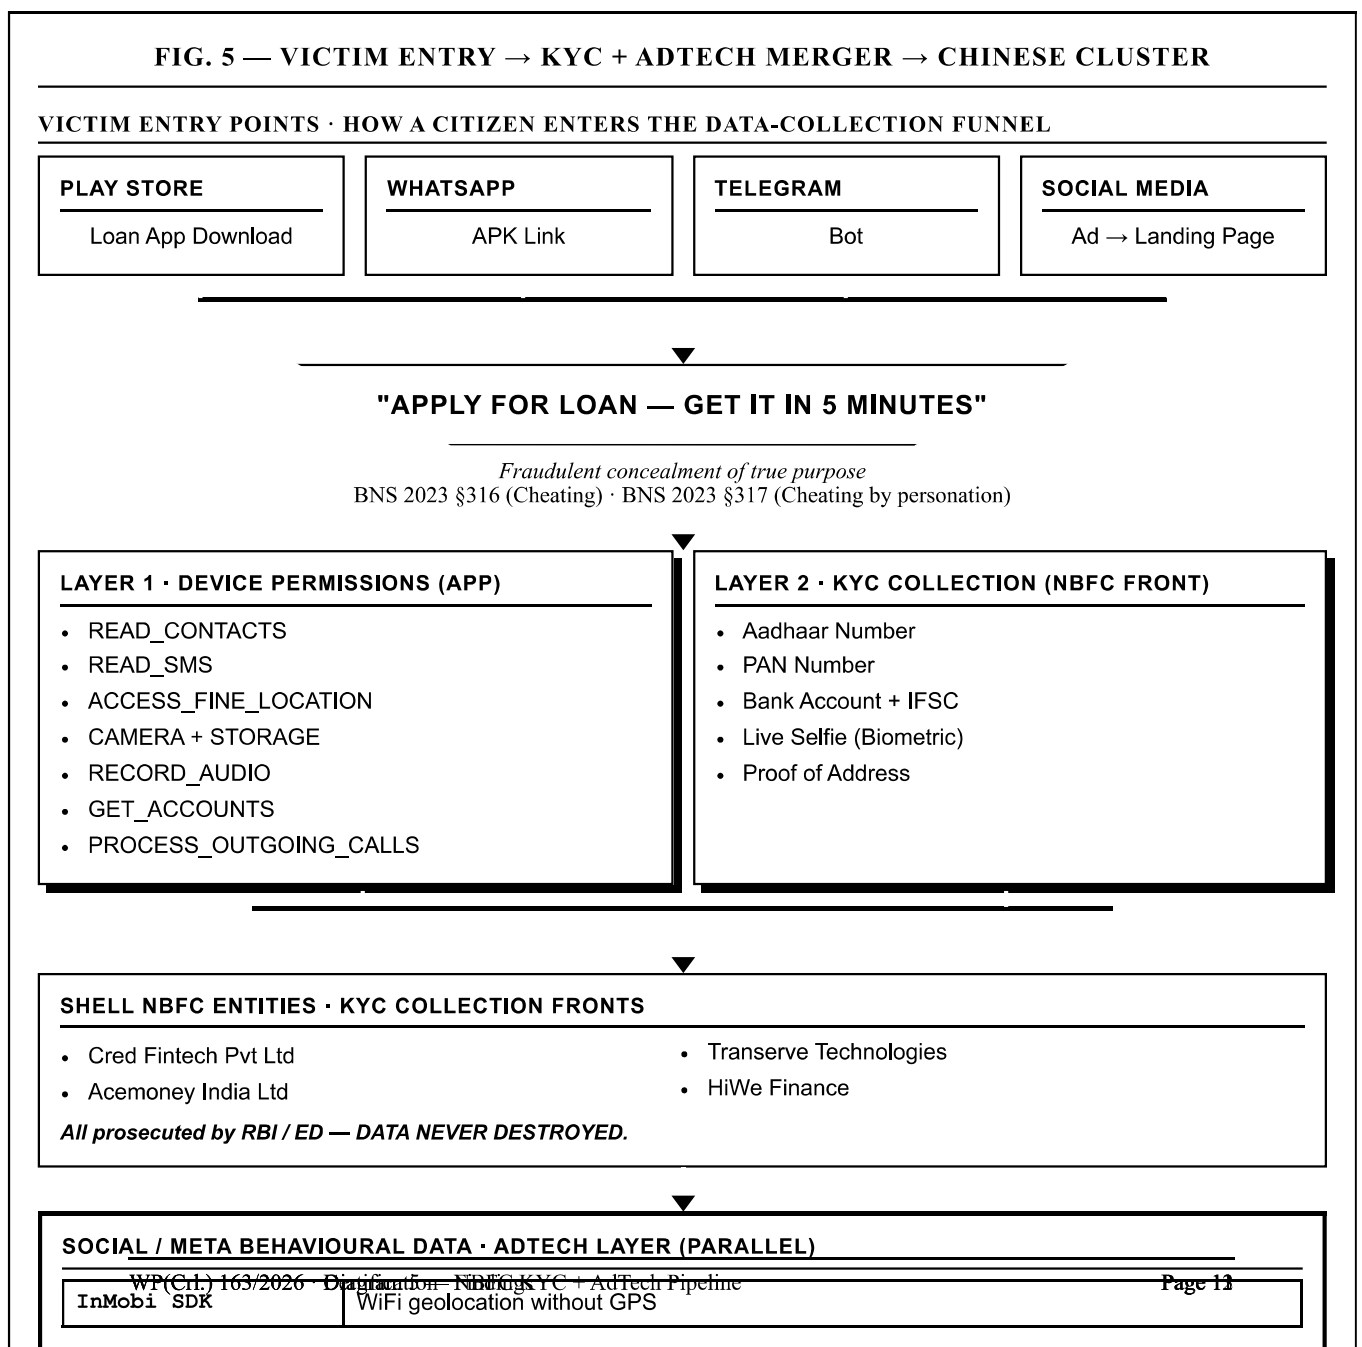 FIG. 5 — VICTIM ENTRY → KYC + ADTECH MERGER → CHINESE CLUSTER
VICTIM ENTRY POINTS · HOW A CITIZEN ENTERS THE DATA-COLLECTION FUNNEL
PLAY STORE
Loan App Download
WHATSAPP
APK Link
TELEGRAM
Bot
SOCIAL MEDIA
Ad → Landing Page
"APPLY FOR LOAN — GET IT IN 5 MINUTES"
Fraudulent concealment of true purpose
BNS 2023 §316 (Cheating) · BNS 2023 §317 (Cheating by personation)
LAYER 1 · DEVICE PERMISSIONS (APP)
• READ_CONTACTS
• READ_SMS
• ACCESS_FINE_LOCATION
• CAMERA + STORAGE
• RECORD_AUDIO
• GET_ACCOUNTS
• PROCESS_OUTGOING_CALLS
LAYER 2 · KYC COLLECTION (NBFC FRONT)
• Aadhaar Number
• PAN Number
• Bank Account + IFSC
• Live Selfie (Biometric)
• Proof of Address
SHELL NBFC ENTITIES · KYC COLLECTION FRONTS
• Cred Fintech Pvt Ltd
• Acemoney India Ltd
• Transerve Technologies
• HiWe Finance
All prosecuted by RBI / ED — DATA NEVER DESTROYED.
SOCIAL / META BEHAVIOURAL DATA · ADTECH LAYER (PARALLEL)
WP(Crl.) 163/2026 · KYC + AdTech Pipeline
Page
InMobi SDK
WiFi geolocation without GPS